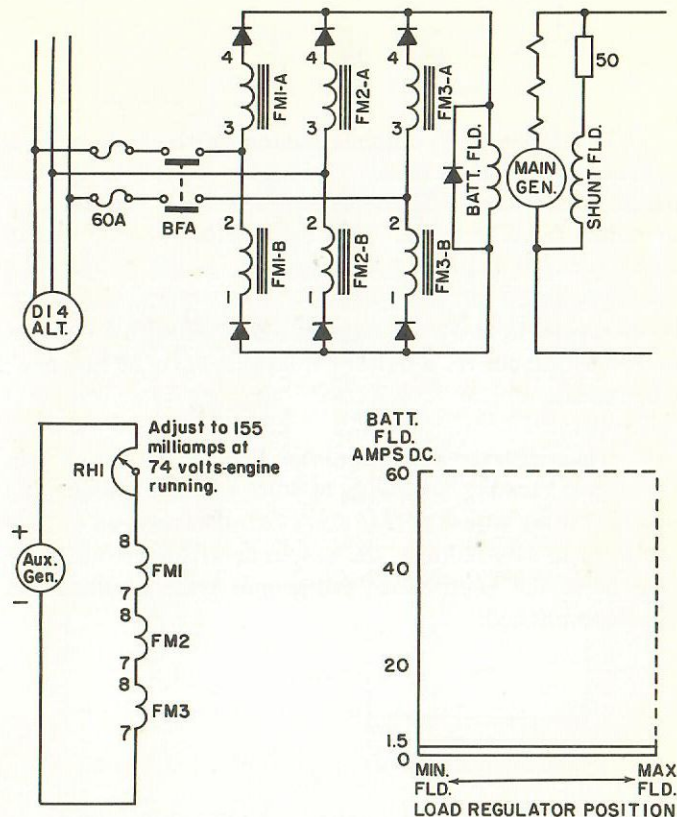 4
FM1-A
3
4
FM2-A
3
4
FM3-A
3
BATT. FLD.
MAIN
GEN.
50
SHUNT FLD.
60A
BFA
2
FM1-B
1
2
FM2-B
1
2
FM3-B
1
D14
ALT.
Adjust to 155
milliamps at
74 volts-engine
running.
RH1
+
Aux.
Gen.
-
8
FM1
7
8
FM2
7
8
FM3
7
BATT.
FLD.
AMPS D.C.
60
40
20
1.5
0
MIN.
FLD.
MAX
FLD.
LOAD REGULATOR POSITION